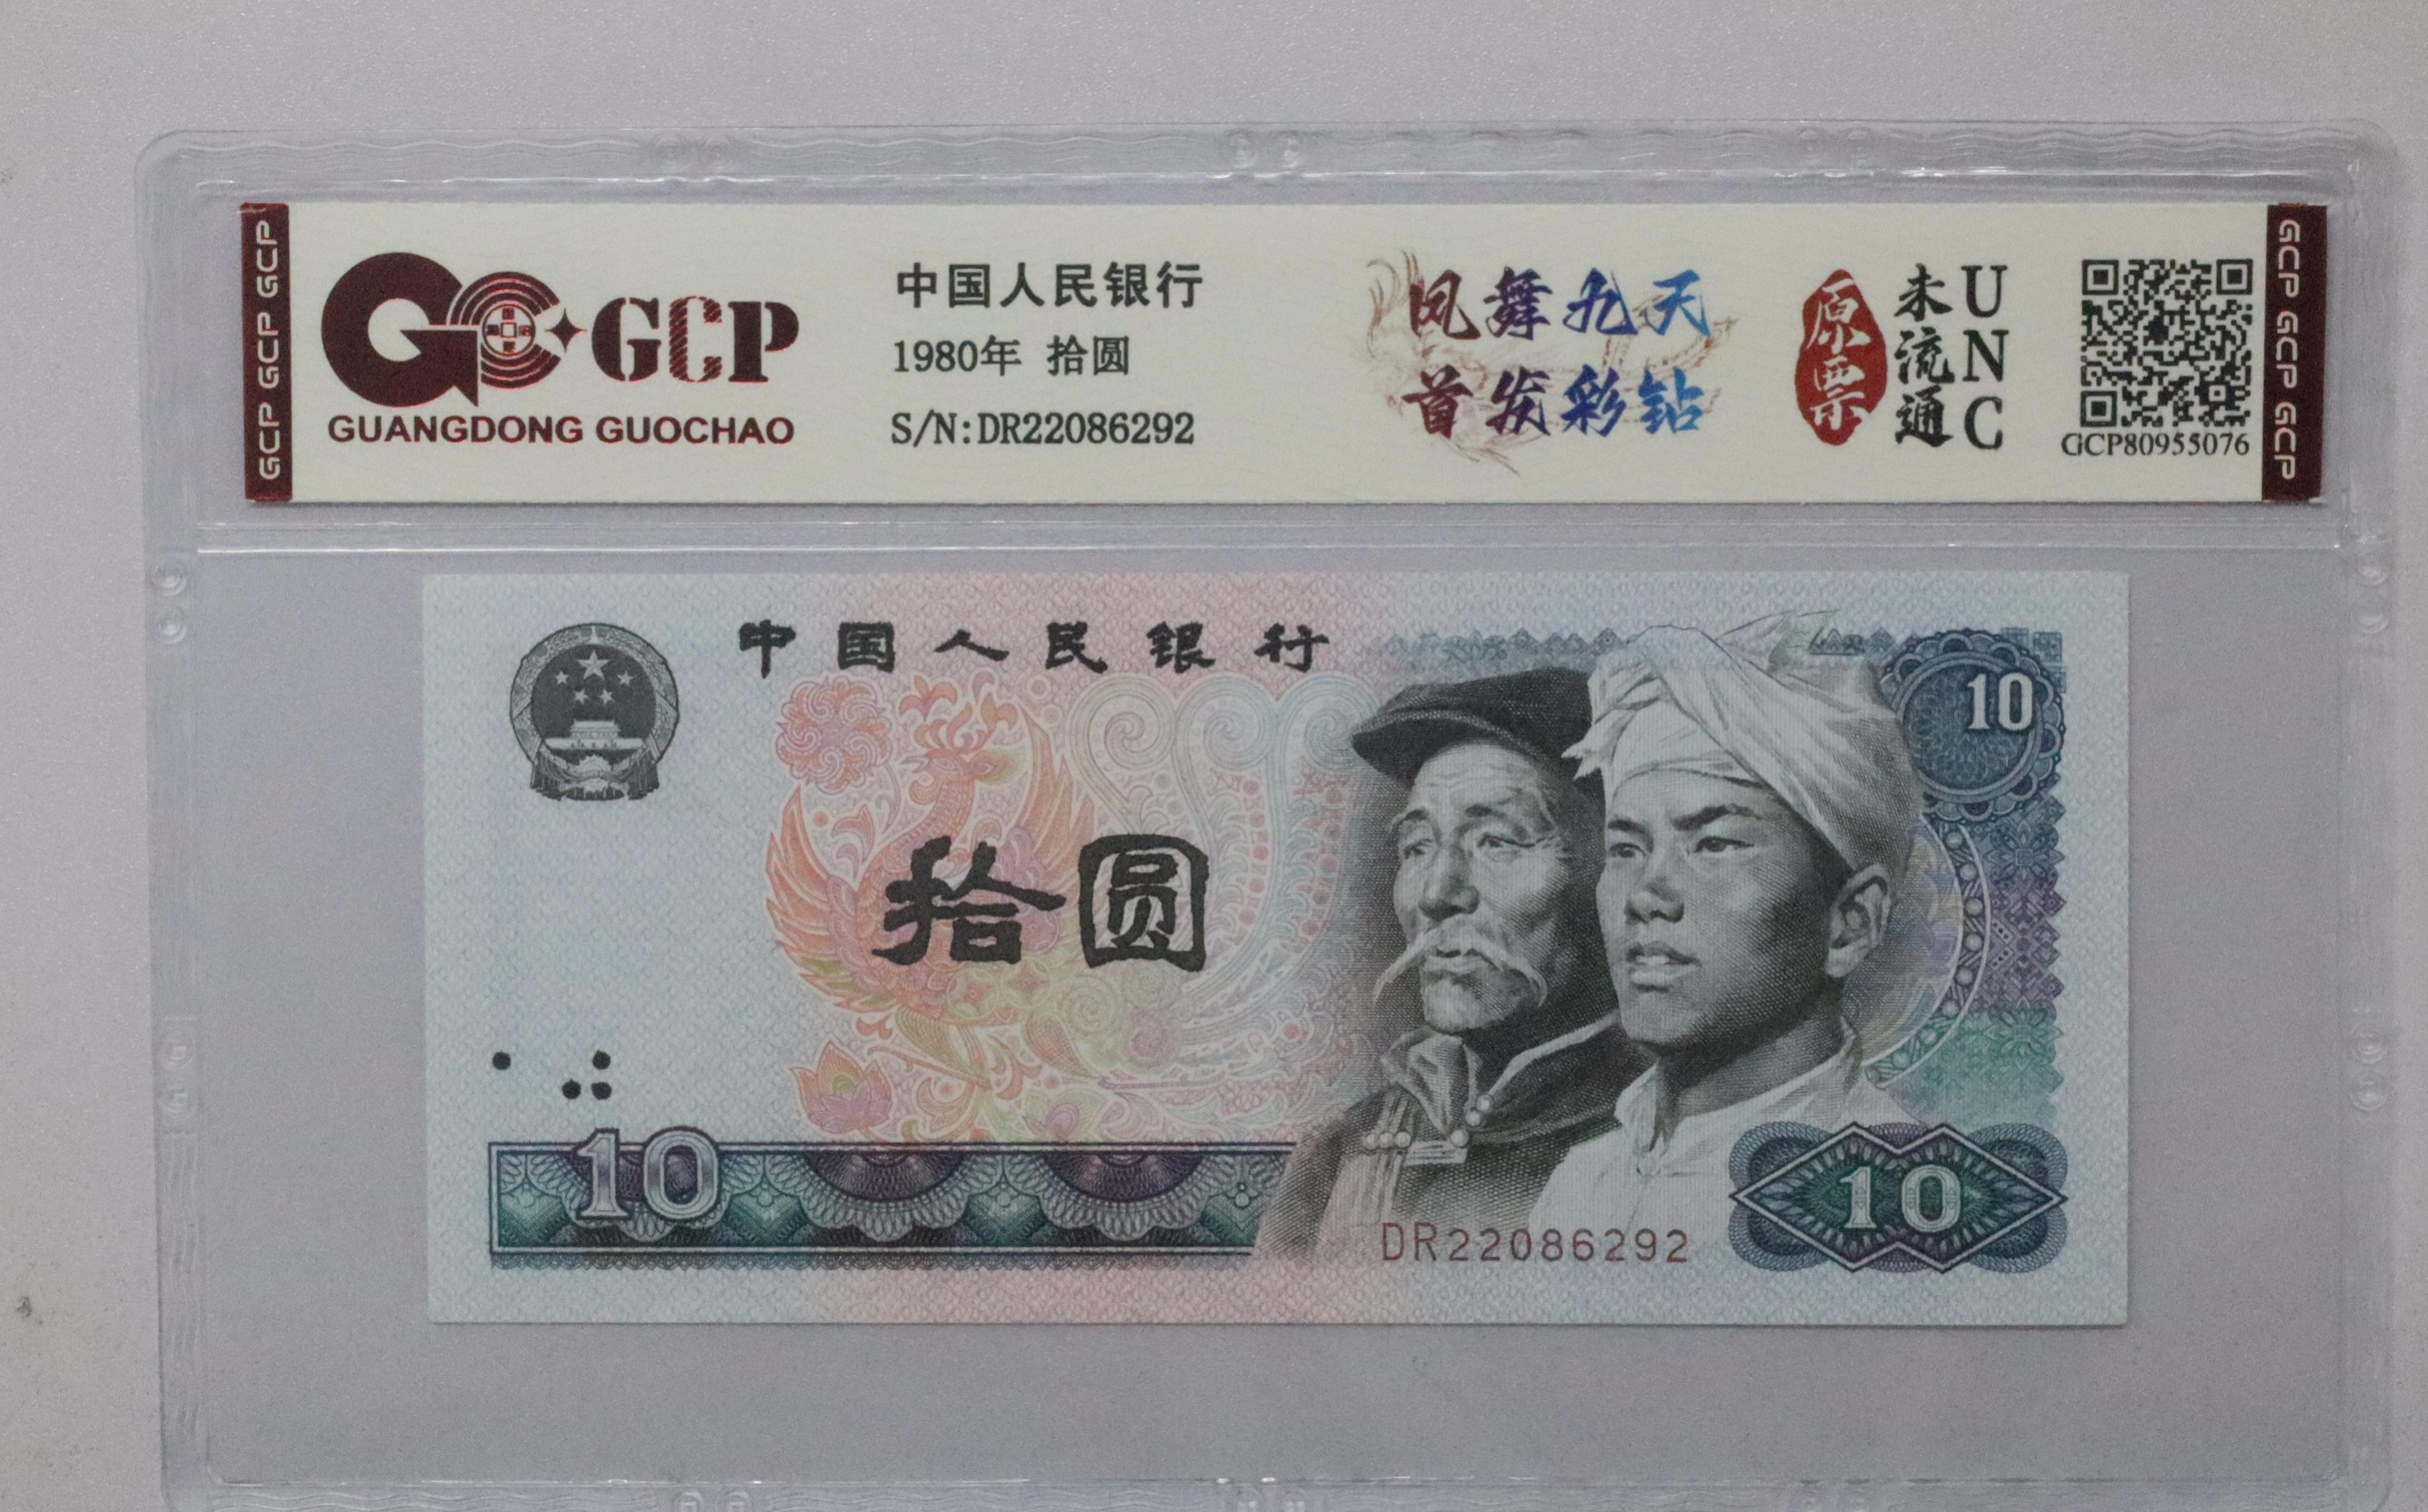 GCP GCP GCP
GCP
GUANGDONG GUOCHAO
中国人民银行
1980年 拾圆
S/N:DR22086292
凤舞九天
首发彩钻
原票
未流通
UNC
GCP80955076
GCP GCP GCP
中国人民银行
10
拾圆
10
DR22086292
10